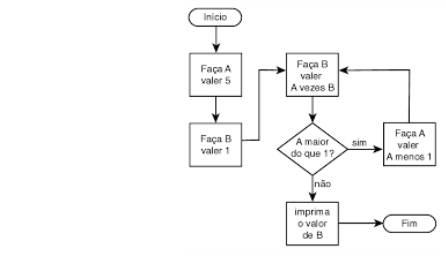 Início
Faça A
valer 5
Faça B
valer 1
Faça B
valer
A vezes B
A maior
do que 1?
sim
Faça A
valer
A menos 1
não
imprima
o valor
de B
Fim